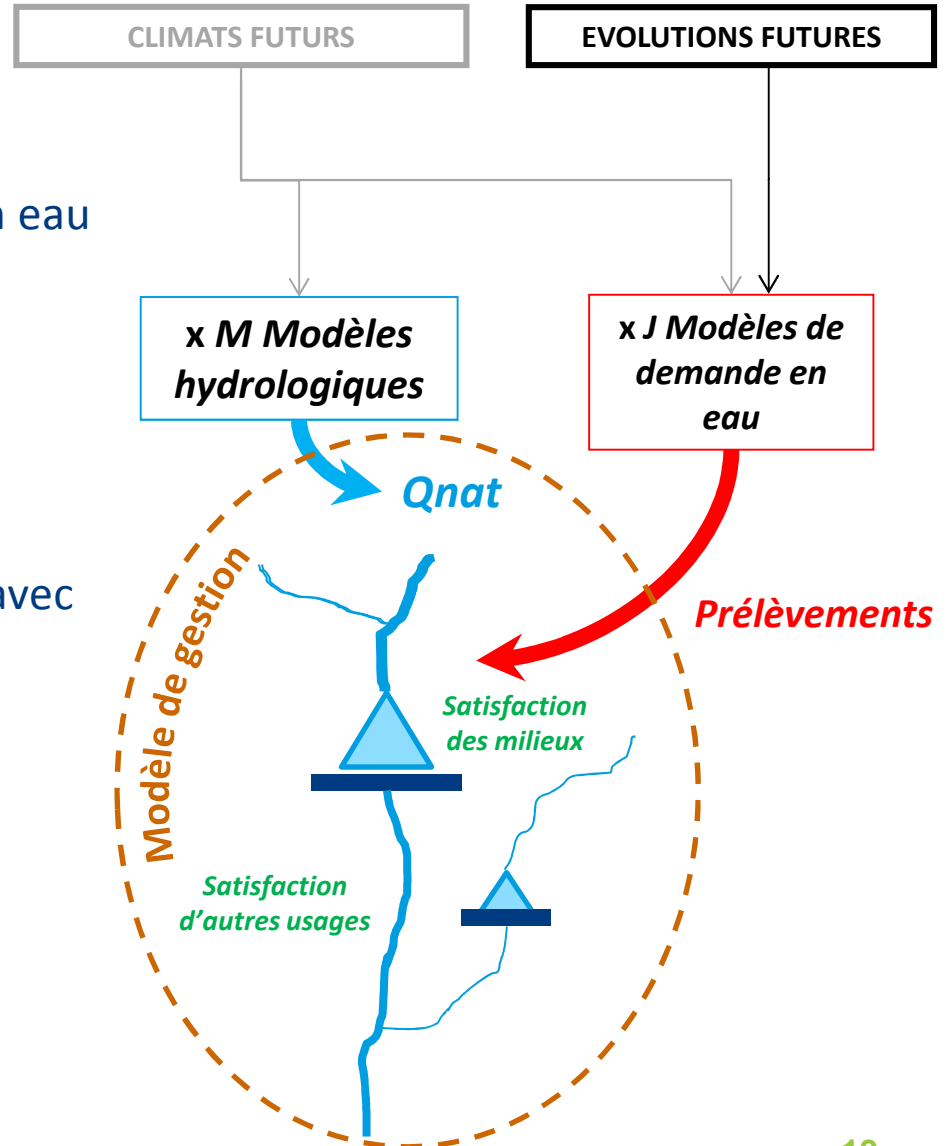 CLIMATS FUTURS
EVOLUTIONS FUTURES
eau
x M Modèles
hydrologiques
x J Modèles de
demande en
eau
Qnat
avec
Modèle de gestion
Prélèvements
Satisfaction
des milieux
Satisfaction
d'autres usages